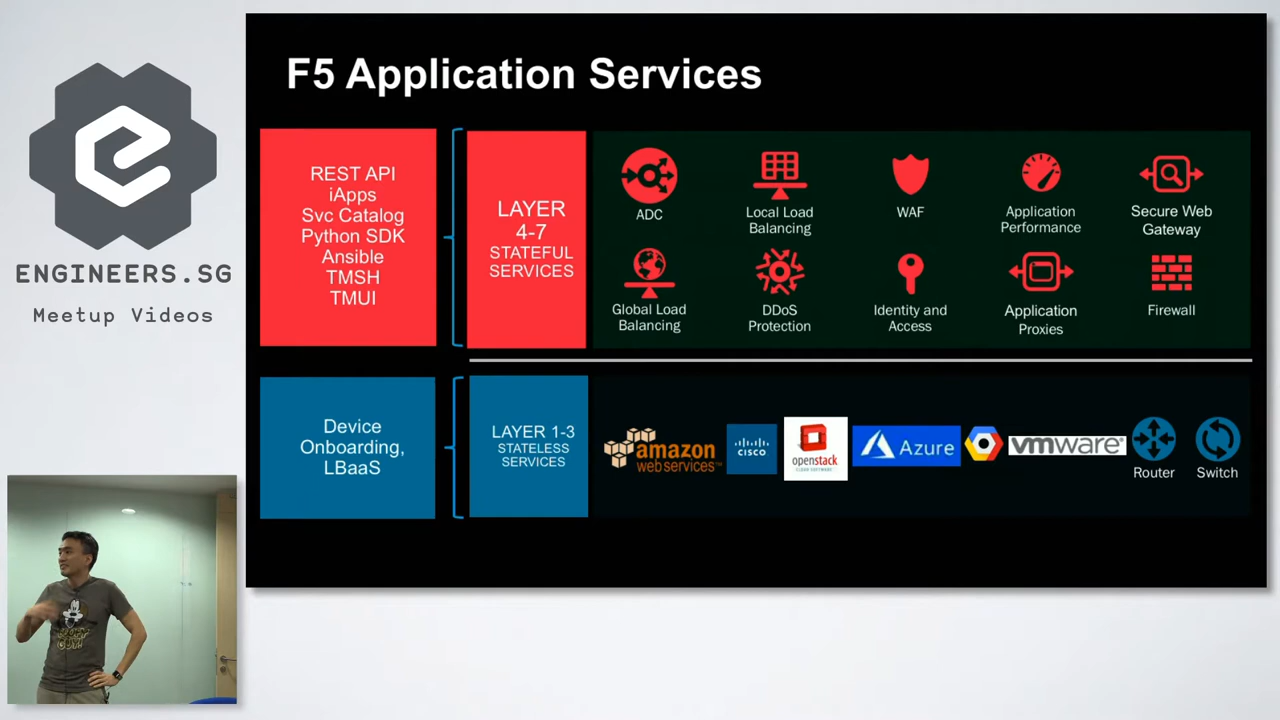 ENGINEERS.SG
Meetup Videos
F5 Application Services
REST API
iApps
Svc Catalog
Python SDK
Ansible
TMSH
TMUI
LAYER
4-7
STATEFUL
SERVICES
ADC
Local Load
Balancing
WAF
Application
Performance
Secure Web
Gateway
Global Load
Balancing
DDoS
Protection
Identity and
Access
Application
Proxies
Firewall
Device
Onboarding,
LBaaS
LAYER 1-3
STATELESS
SERVICES
amazon
web services™
cisco
openstack
CLOUD SOFTWARE
Azure
vmware®
Router
Switch